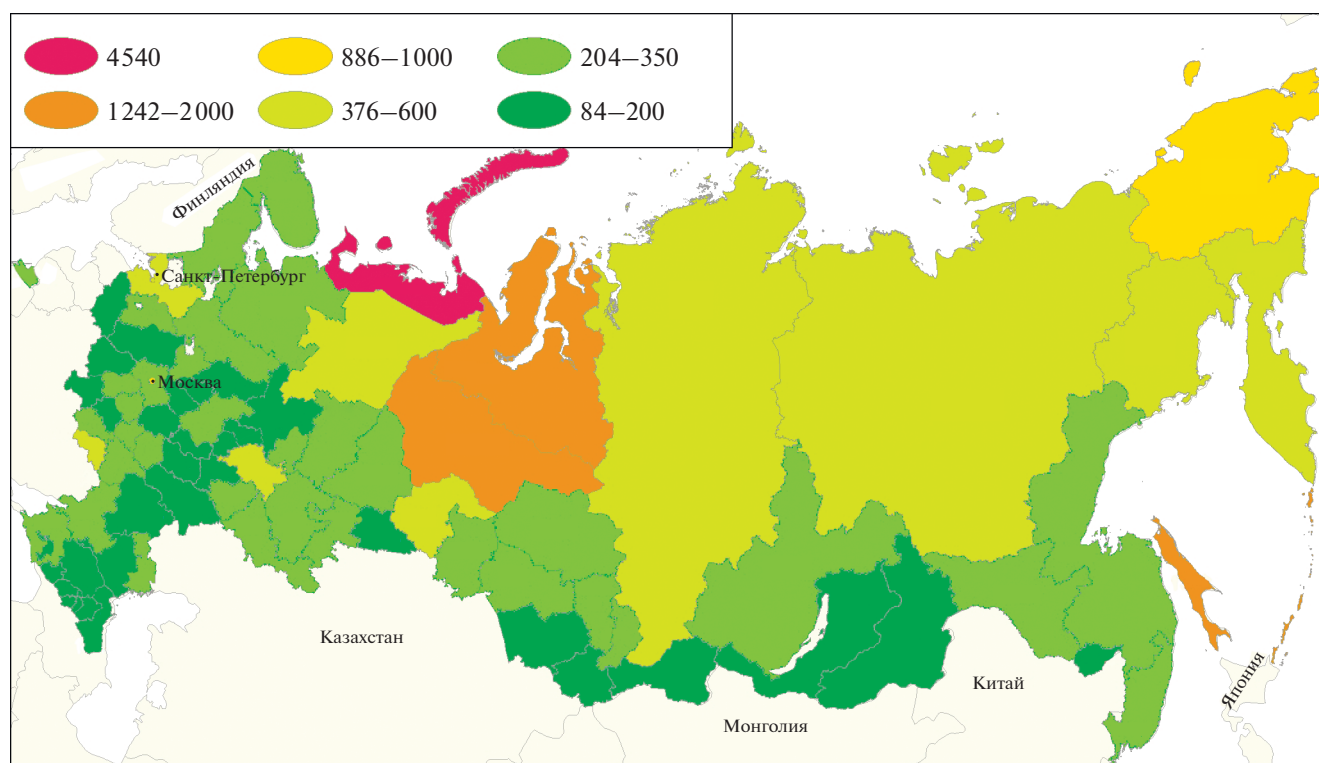 4540
886–1000
204–350
1242–2000
376–600
84–200
Финляндия
Санкт-Петербург
Москва
Казахстан
Китай
Монголия
Япония